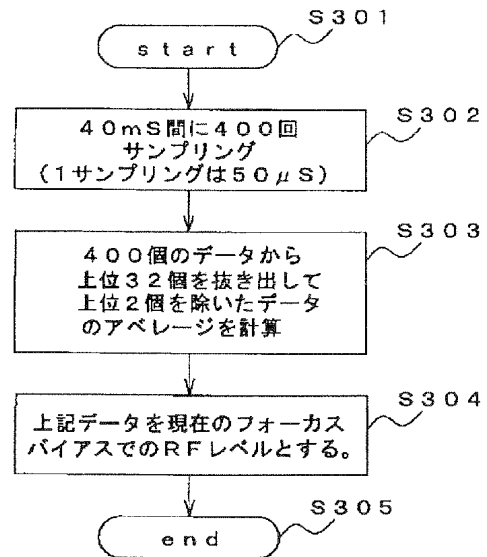 S301
start
S302
40mS間に400回
サンプリング
(1サンプリングは50μS)
S303
400個のデータから
上位32個を抜き出して
上位2個を除いたデータ
のアベレージを計算
S304
上記データを現在のフォーカス
バイアスでのRFレベルとする。
S305
end